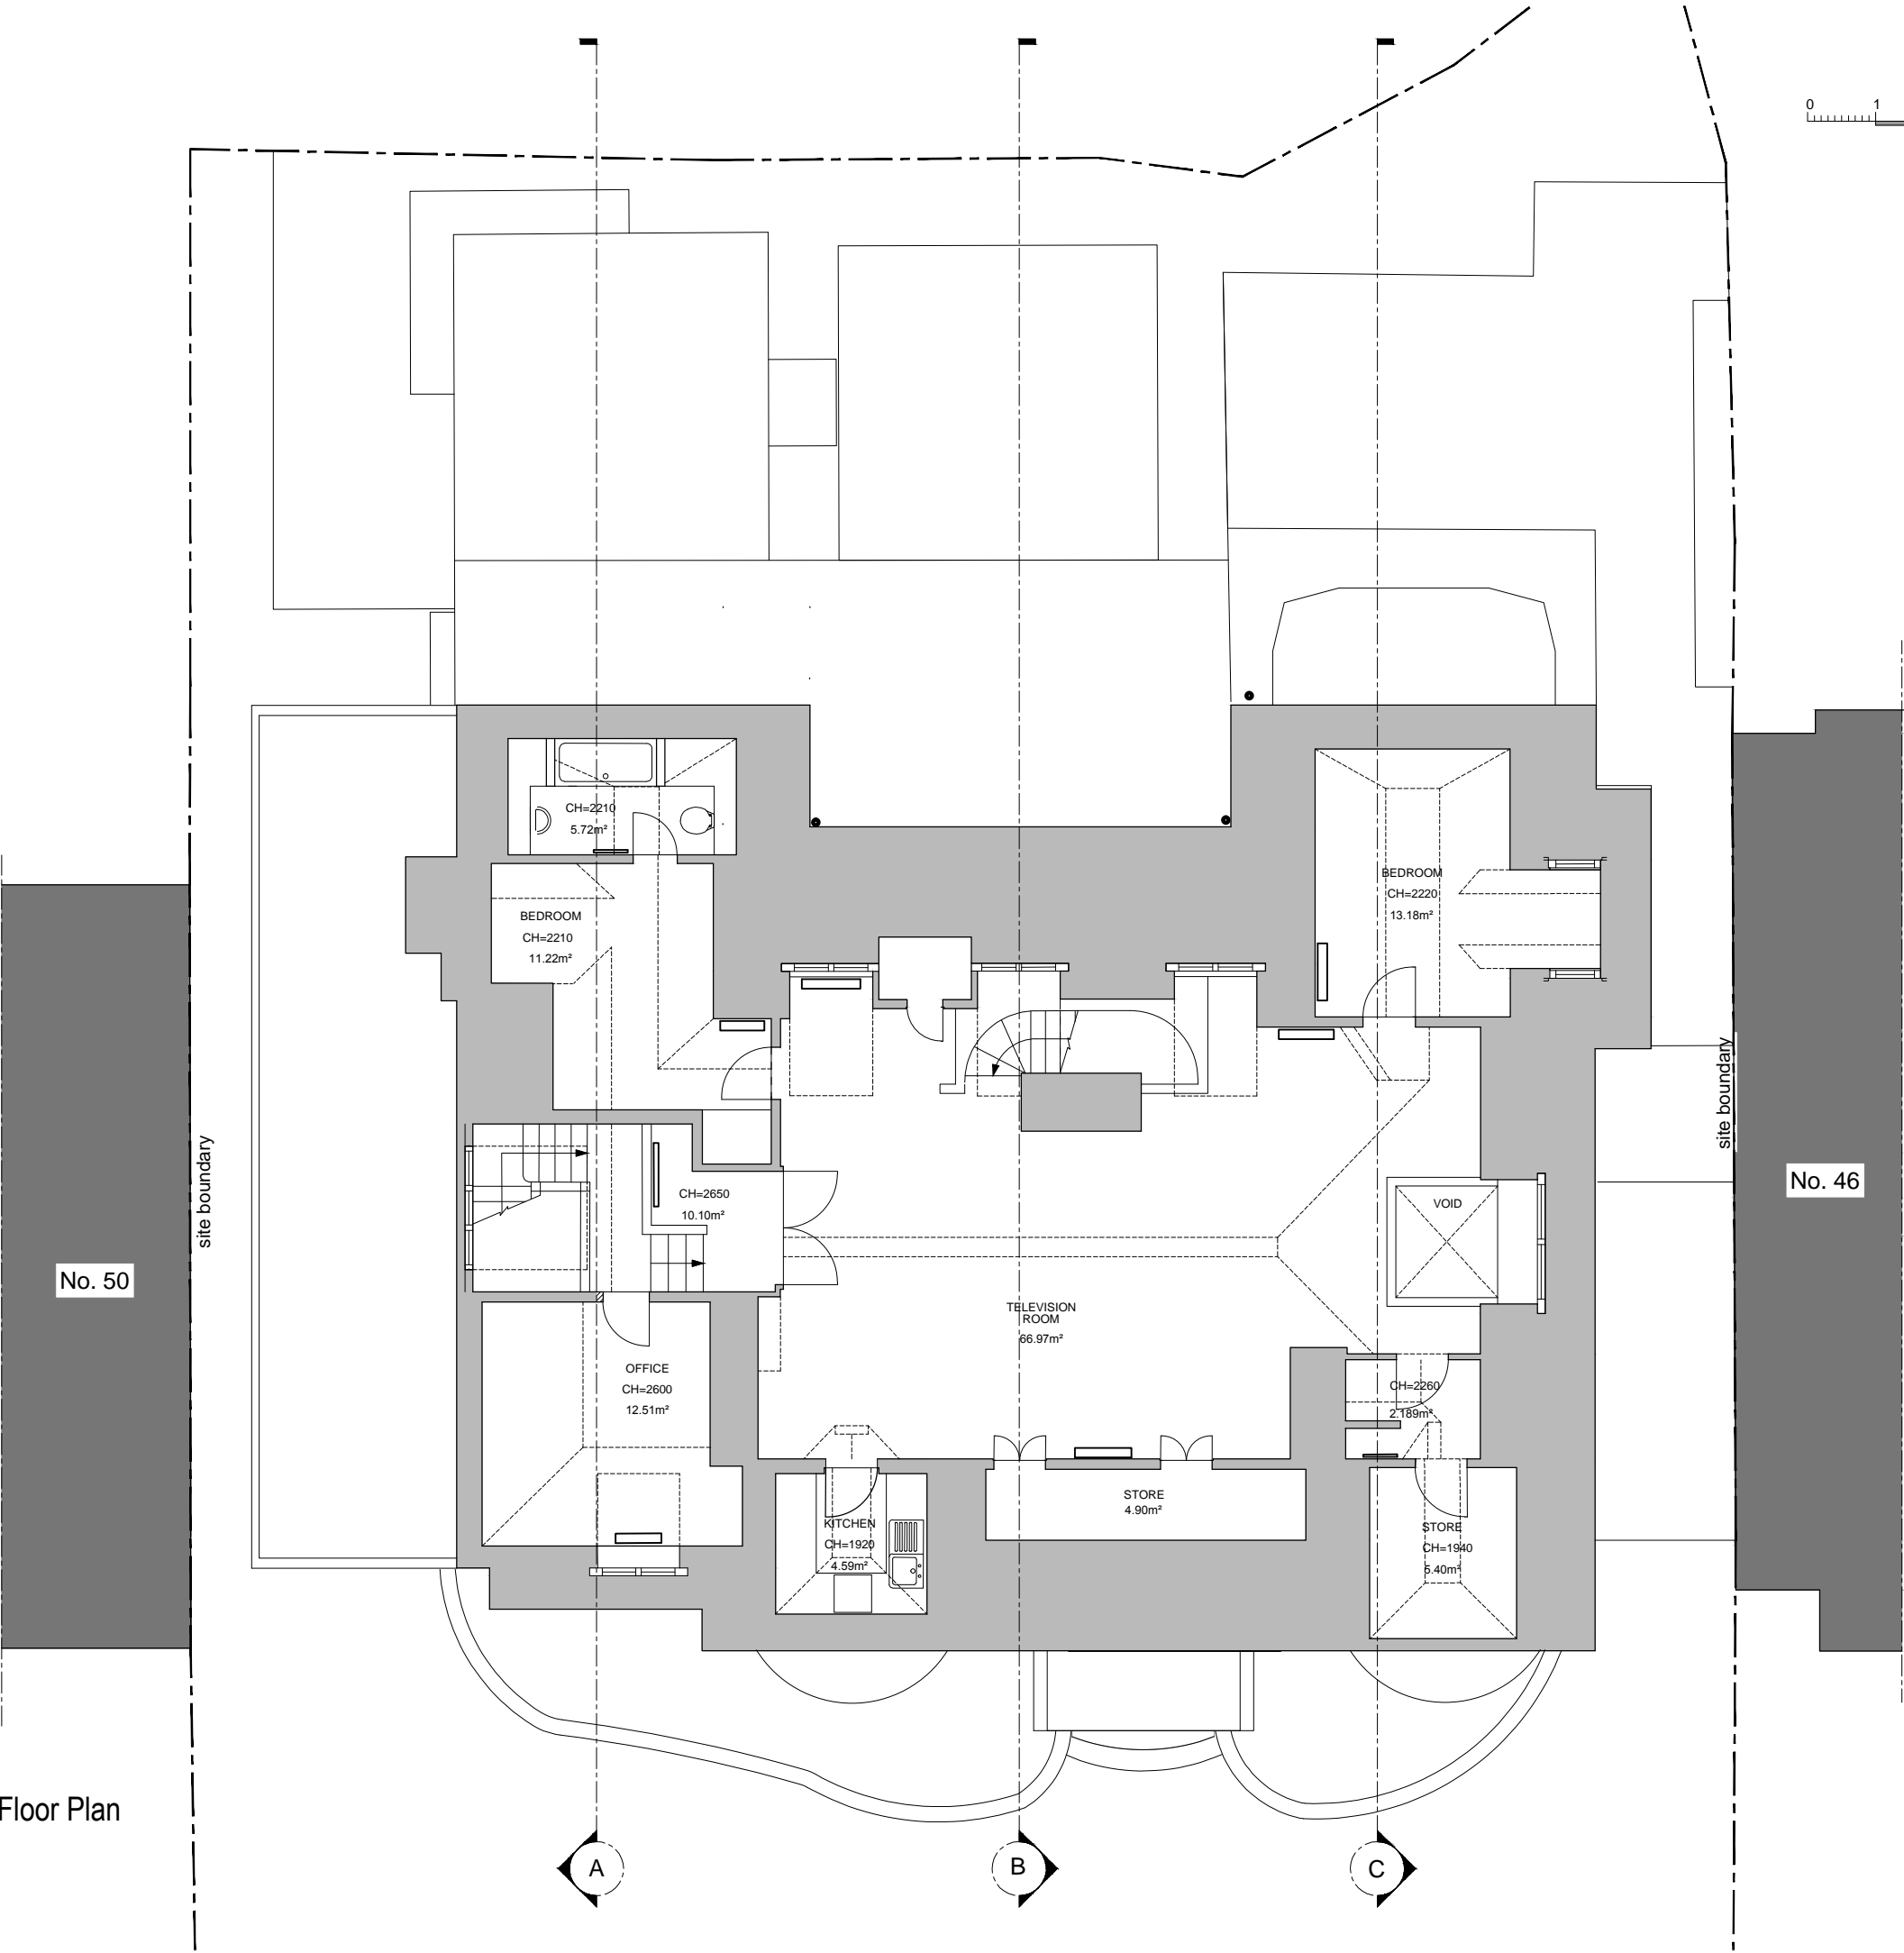 0 1
CH=2210
5.72m²
BEDROOM
CH=2210
11.22m²
BEDROOM
CH=2220
13.18m²
site boundary
site boundary
No. 50
No. 46
CH=2650
10.10m²
VOID
TELEVISION
ROOM
66.97m²
OFFICE
CH=2600
12.51m²
CH=2260
2.189m²
KITCHEN
CH=1920
4.59m²
STORE
4.90m²
STORE
CH=1940
5.40m²
Floor Plan
A
B
C